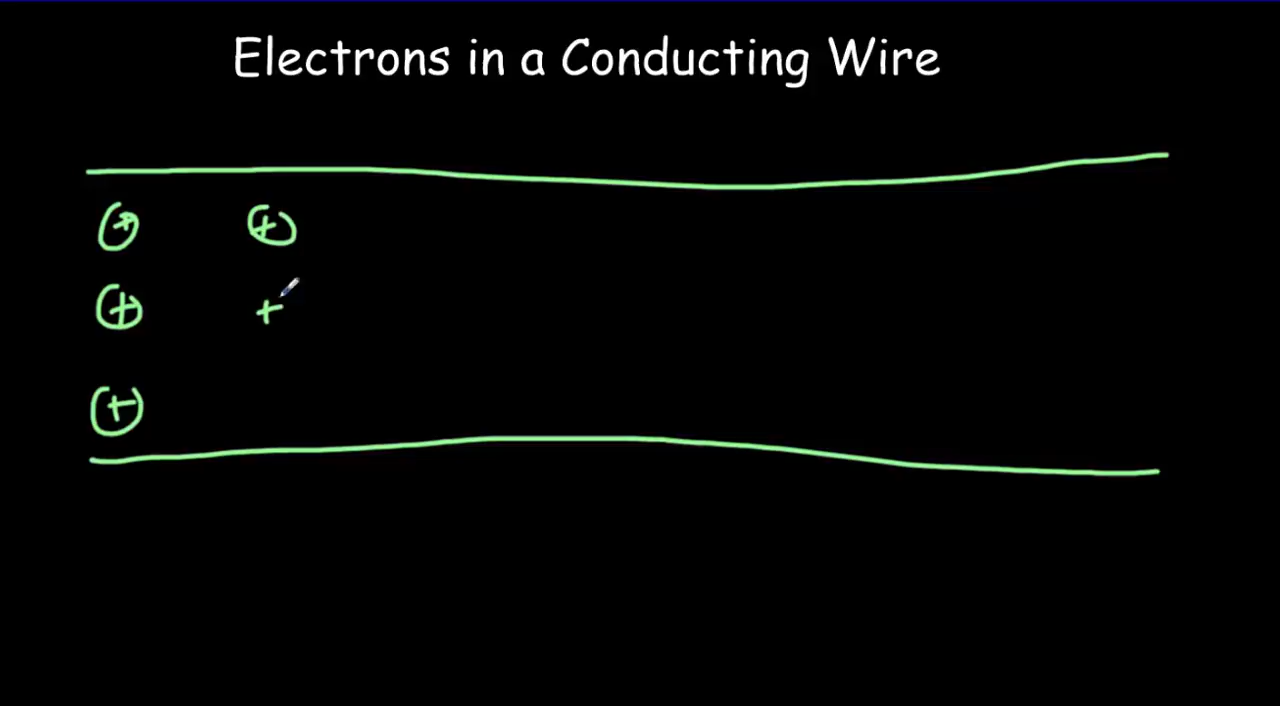 Electrons in a Conducting Wire
+ +
+ +
+